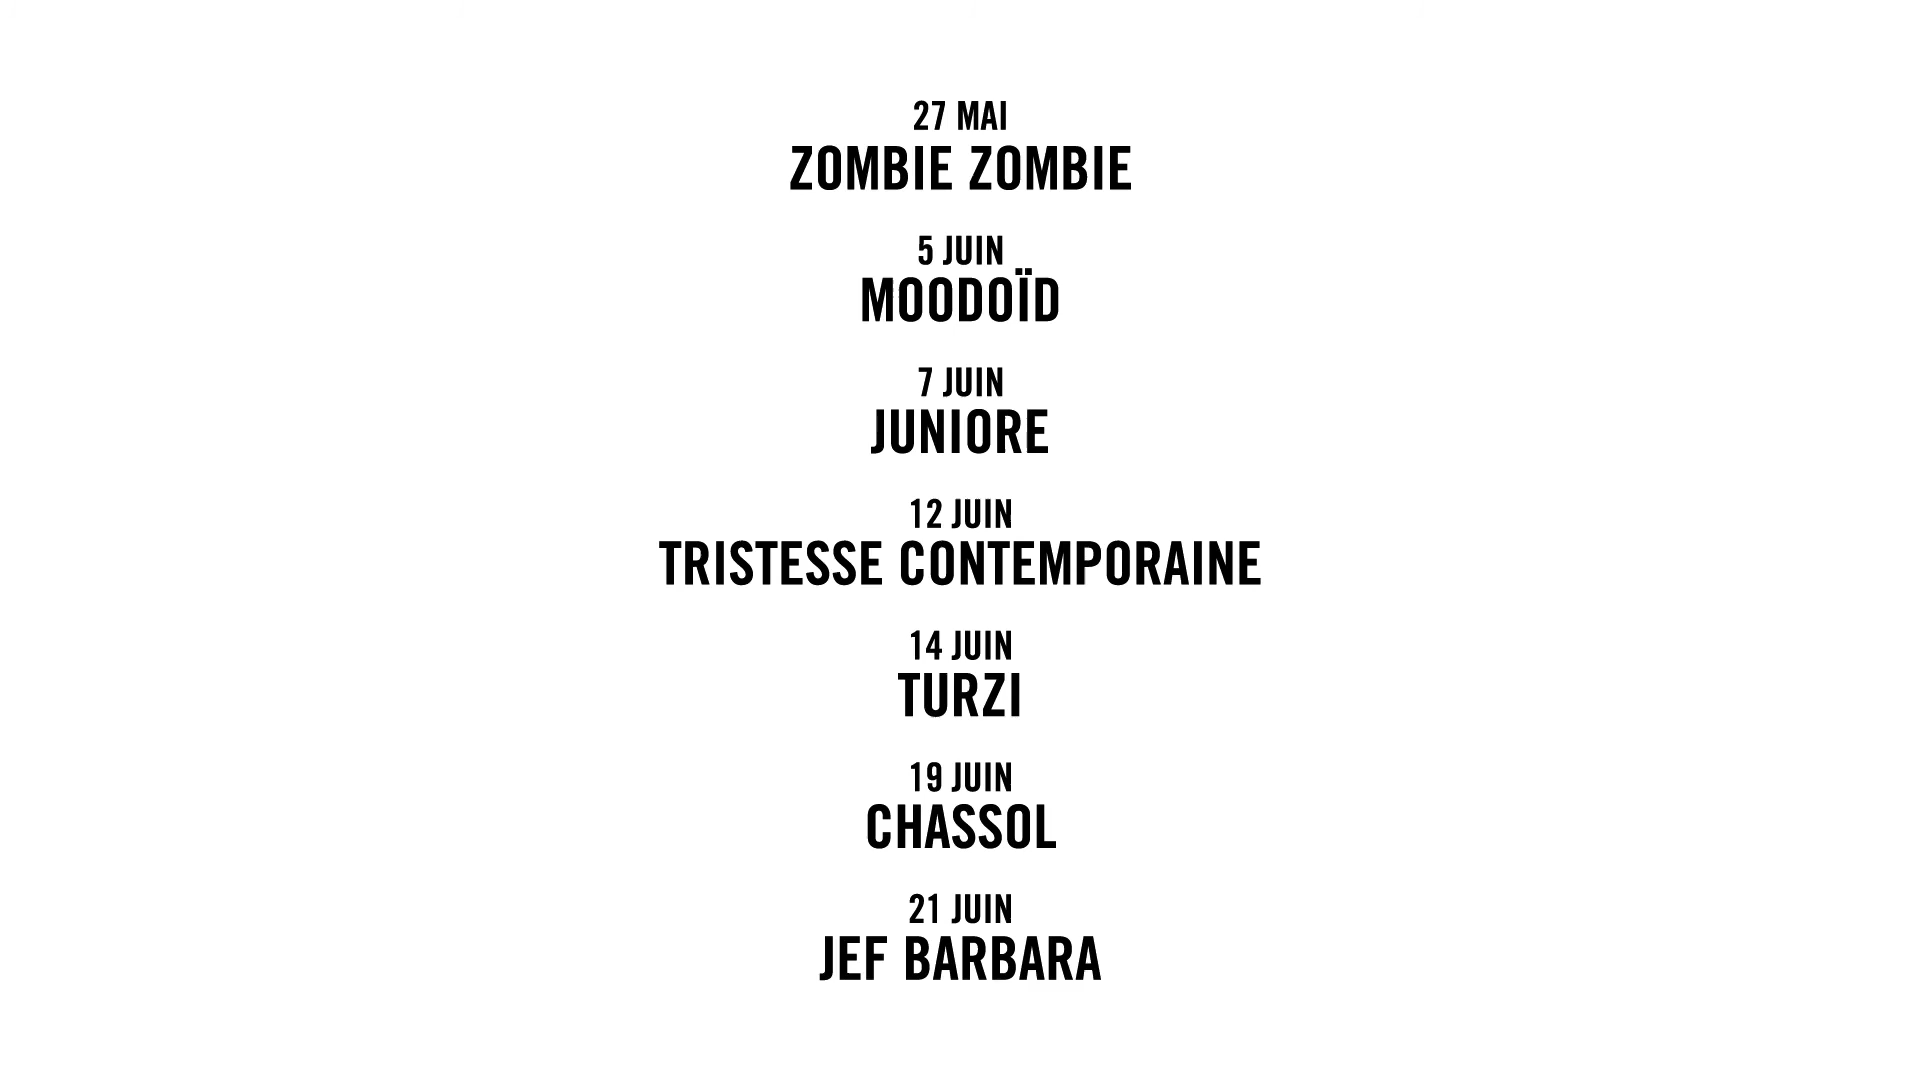 27 MAI
ZOMBIE ZOMBIE
5 JUIN
MOODOÏD
7 JUIN
JUNIORE
12 JUIN
TRISTESSE CONTEMPORAINE
14 JUIN
TURZI
19 JUIN
CHASSOL
21 JUIN
JEF BARBARA